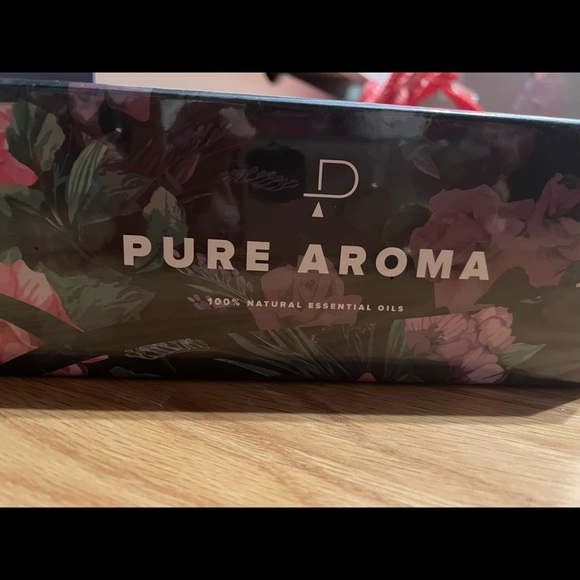 PURE AROMA
100% NATURAL ESSENTIAL OILS